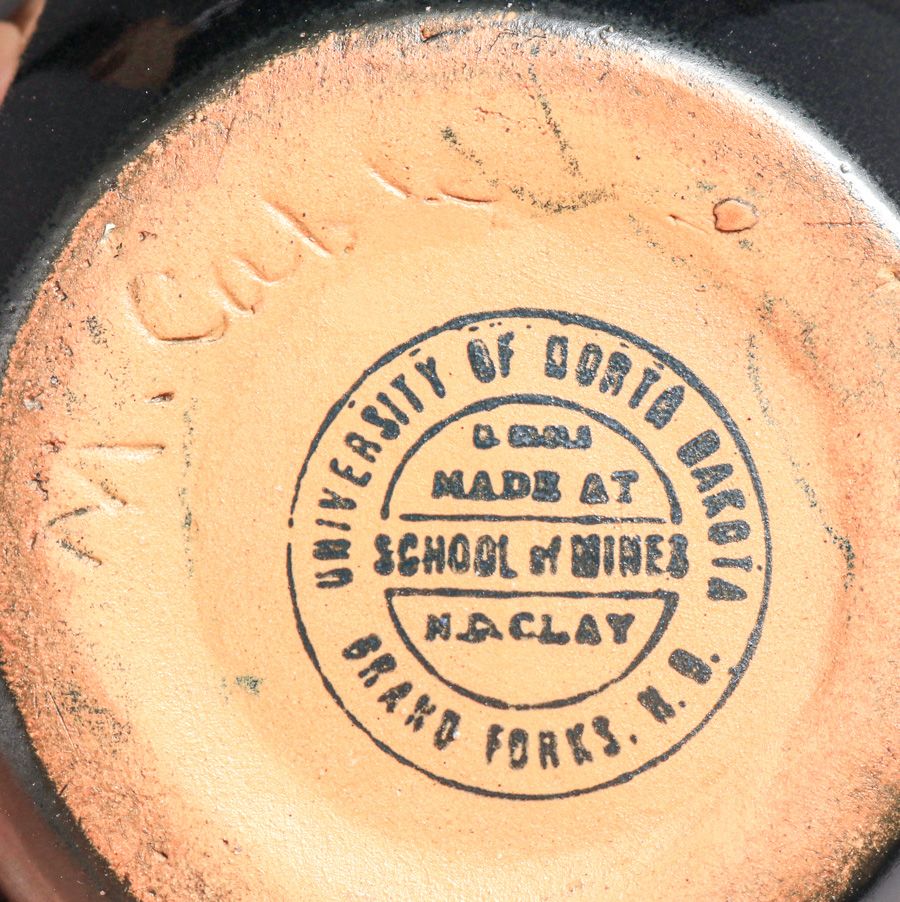 M.
UNIVERSITY OF NORTH DAKOTA
MADE AT
SCHOOL of MINES
N.D. CLAY
GRAND FORKS, N.D.